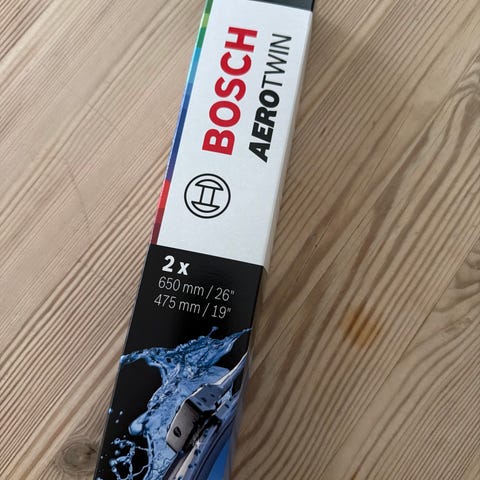 BOSCH
AEROTWIN
2 x
650 mm / 26"
475 mm / 19"